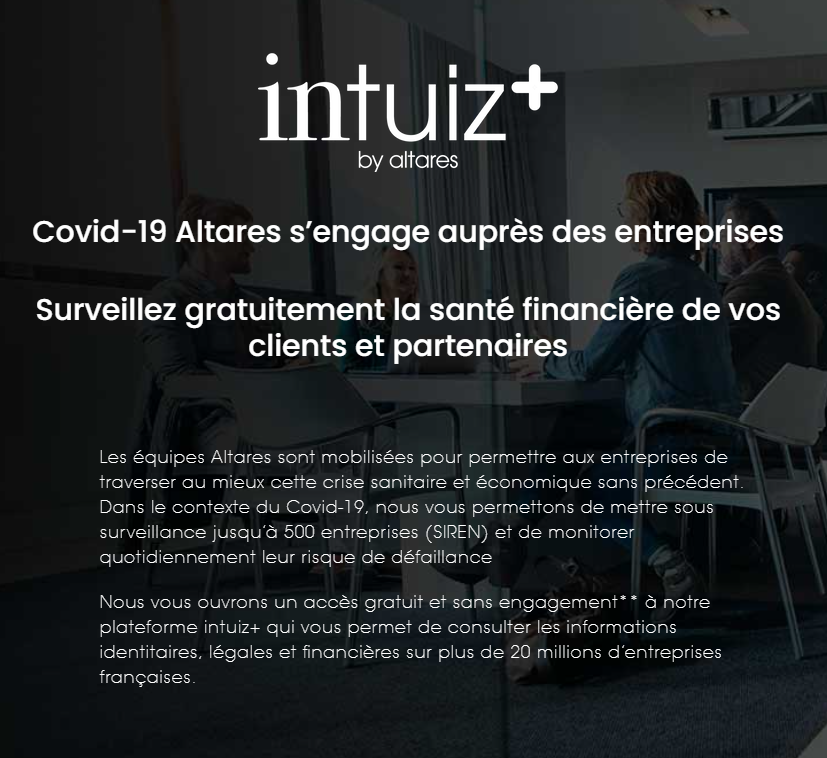 intuiz+
by altares
Covid-19 Altares s’engage auprès des entreprises
Surveillez gratuitement la santé financière de vos
clients et partenaires
Les équipes Altares sont mobilisées pour permettre aux entreprises de
traverser au mieux cette crise sanitaire et économique sans précédent.
Dans le contexte du Covid-19, nous vous permettons de mettre sous
surveillance jusqu’à 500 entreprises (SIREN) et de monitorer
quotidiennement leur risque de défaillance
Nous vous ouvrons un accès gratuit et sans engagement** à notre
plateforme intuiz+ qui vous permet de consulter les informations
identitaires, légales et financières sur plus de 20 millions d’entreprises
françaises.